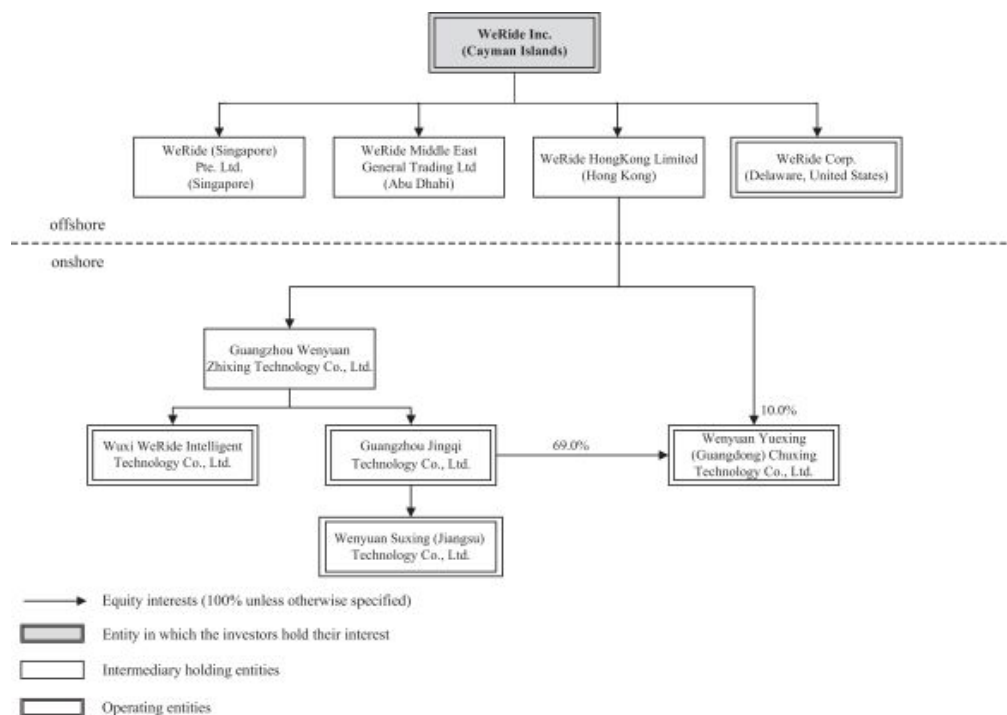 WeRide Inc.
(Cayman Islands)
WeRide (Singapore)
Pte. Ltd.
(Singapore)
WeRide Middle East
General Trading Ltd
(Abu Dhabi)
WeRide HongKong Limited
(Hong Kong)
WeRide Corp.
(Delaware, United States)
offshore
onshore
Guangzhou Wenyuan
Zhixing Technology Co., Ltd.
10.0%
Wuxi WeRide Intelligent
Technology Co., Ltd.
Guangzhou Jingqi
Technology Co., Ltd.
69.0%
Wenyuan Yuexing
(Guangdong) Chuxing
Technology Co., Ltd.
Wenyuan Suxing (Jiangsu)
Technology Co., Ltd.
Equity interests (100% unless otherwise specified)
Entity in which the investors hold their interest
Intermediary holding entities
Operating entities